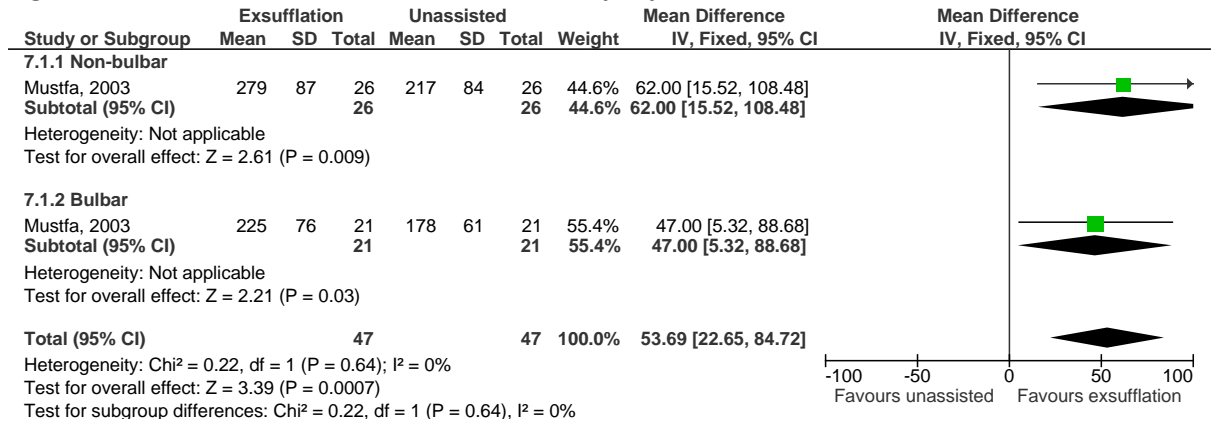 Exsufflation Unassisted Mean Difference Mean Difference
Study or Subgroup Mean SD Total Mean SD Total Weight IV, Fixed, 95% CI IV, Fixed, 95% CI
7.1.1 Non-bulbar
Mustfa, 2003 279 87 26 217 84 26 44.6% 62.00 [15.52, 108.48]
Subtotal (95% CI) 26 26 44.6% 62.00 [15.52, 108.48]
Heterogeneity: Not applicable
Test for overall effect: Z = 2.61 (P = 0.009)
7.1.2 Bulbar
Mustfa, 2003 225 76 21 178 61 21 55.4% 47.00 [5.32, 88.68]
Subtotal (95% CI) 21 21 55.4% 47.00 [5.32, 88.68]
Heterogeneity: Not applicable
Test for overall effect: Z = 2.21 (P = 0.03)
Total (95% CI) 47 47 100.0% 53.69 [22.65, 84.72]
Heterogeneity: Chi² = 0.22, df = 1 (P = 0.64); I² = 0%
Test for overall effect: Z = 3.39 (P = 0.0007)
Test for subgroup differences: Chi² = 0.22, df = 1 (P = 0.64), I² = 0%
-100 -50 0 50 100
Favours unassisted Favours exsufflation